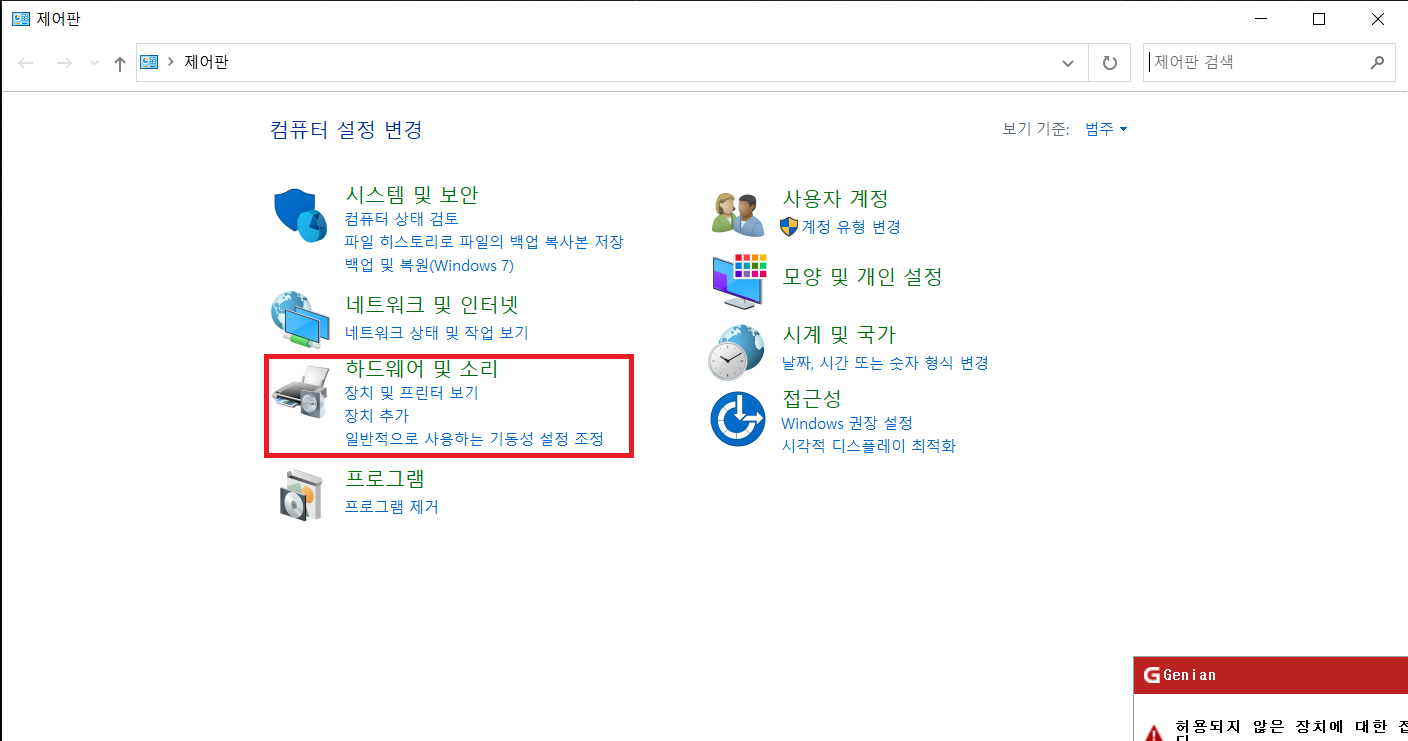 제어판
제어판
제어판 검색
컴퓨터 설정 변경
보기 기준: 범주
시스템 및 보안
컴퓨터 상태 검토
파일 히스토리로 파일의 백업 복사본 저장
백업 및 복원(Windows 7)
네트워크 및 인터넷
네트워크 상태 및 작업 보기
하드웨어 및 소리
장치 및 프린터 보기
장치 추가
일반적으로 사용하는 기동성 설정 조정
프로그램
프로그램 제거
사용자 계정
계정 유형 변경
모양 및 개인 설정
시계 및 국가
날짜, 시간 또는 숫자 형식 변경
접근성
Windows 권장 설정
시각적 디스플레이 최적화
Genian
허용되지 않은 장치에 대한